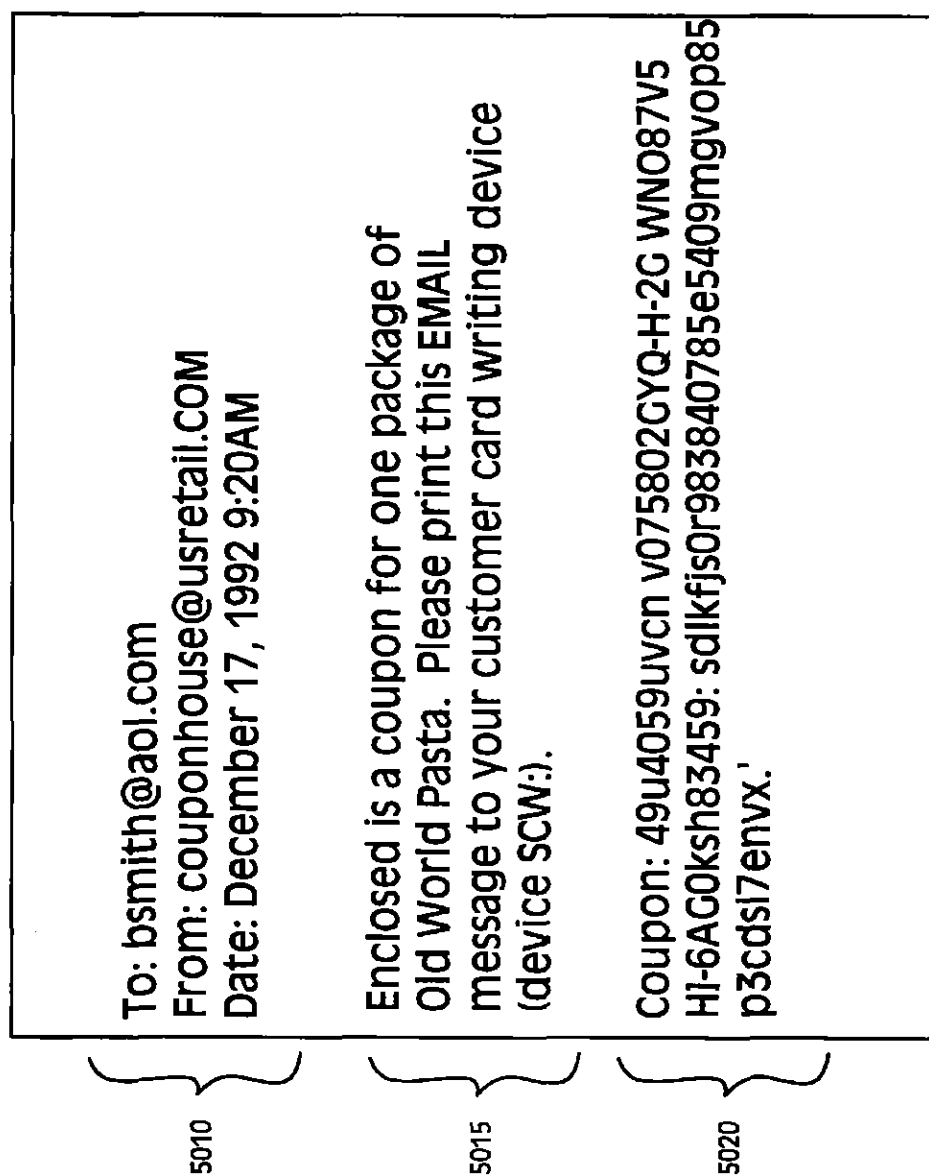 To: bsmith@aol.com
From: couponhouse@usretail.COM
Date: December 17, 1992 9:20AM
5010
Enclosed is a coupon for one package of
Old World Pasta. Please print this EMAIL
message to your customer card writing device
(device SCW:).
5015
Coupon: 49u4059uvcn v075802GYQ-H-2G WNO87V5
HI-6AG0ksh83459: sdlkfjs0r983840785e5409mgvop85
p3cdsl7envx.'
5020